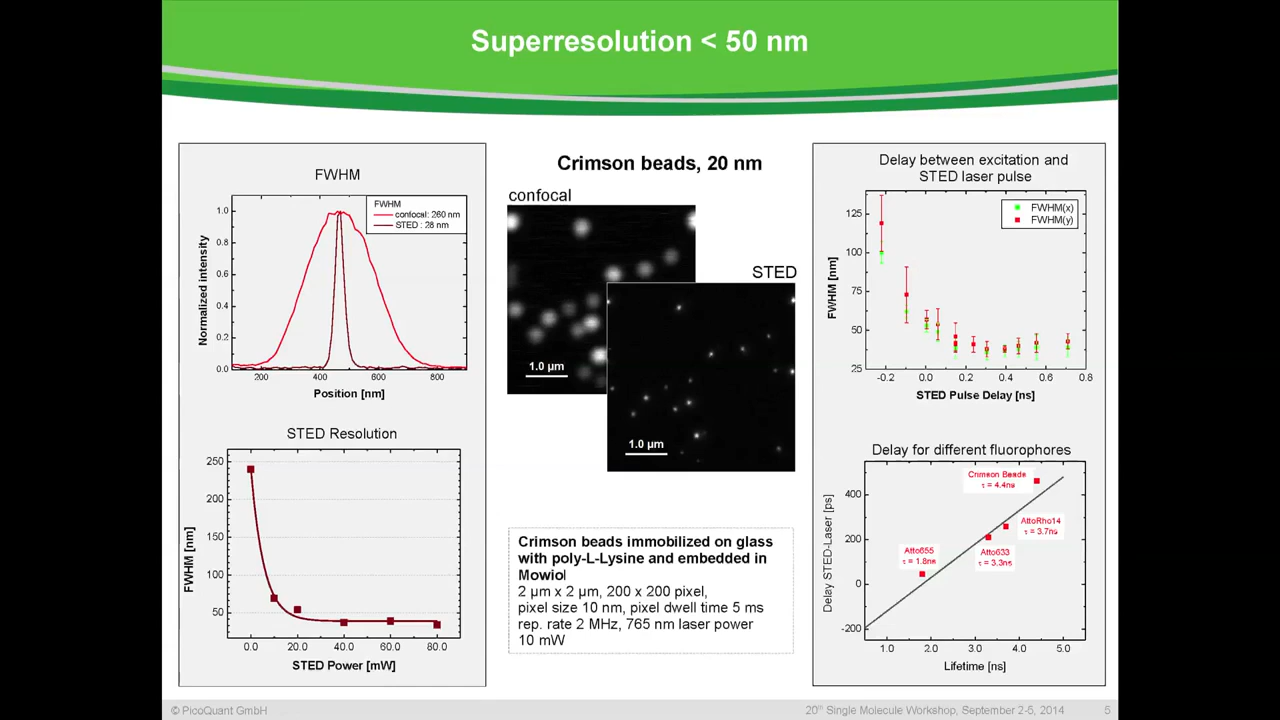 Superresolution < 50 nm
FWHM
FWHM
confocal: 260 nm
STED : 28 nm
1.0
0.8
0.6
0.4
0.2
0.0
Normalized intensity
200
400
600
800
Position [nm]
STED Resolution
250
200
150
100
50
FWHM [nm]
0.0
20.0
40.0
60.0
80.0
STED Power [mW]
Crimson beads, 20 nm
confocal
1.0 µm
STED
1.0 µm
Crimson beads immobilized on glass
with poly-L-Lysine and embedded in
Mowiol
2 µm x 2 µm, 200 x 200 pixel,
pixel size 10 nm, pixel dwell time 5 ms
rep. rate 2 MHz, 765 nm laser power
10 mW
Delay between excitation and
STED laser pulse
FWHM(x)
FWHM(y)
125
100
75
50
25
FWHM [nm]
-0.2
0.0
0.2
0.4
0.6
0.8
STED Pulse Delay [ns]
Delay for different fluorophores
Crimson Beads
τ = 4.4ns
AttoRho14
τ = 3.7ns
Atto655
τ = 1.8ns
Atto633
τ = 3.3ns
400
200
0
-200
Delay STED-Laser [ps]
1.0
2.0
3.0
4.0
5.0
Lifetime [ns]
© PicoQuant GmbH
20th Single Molecule Workshop, September 2-5, 2014
5